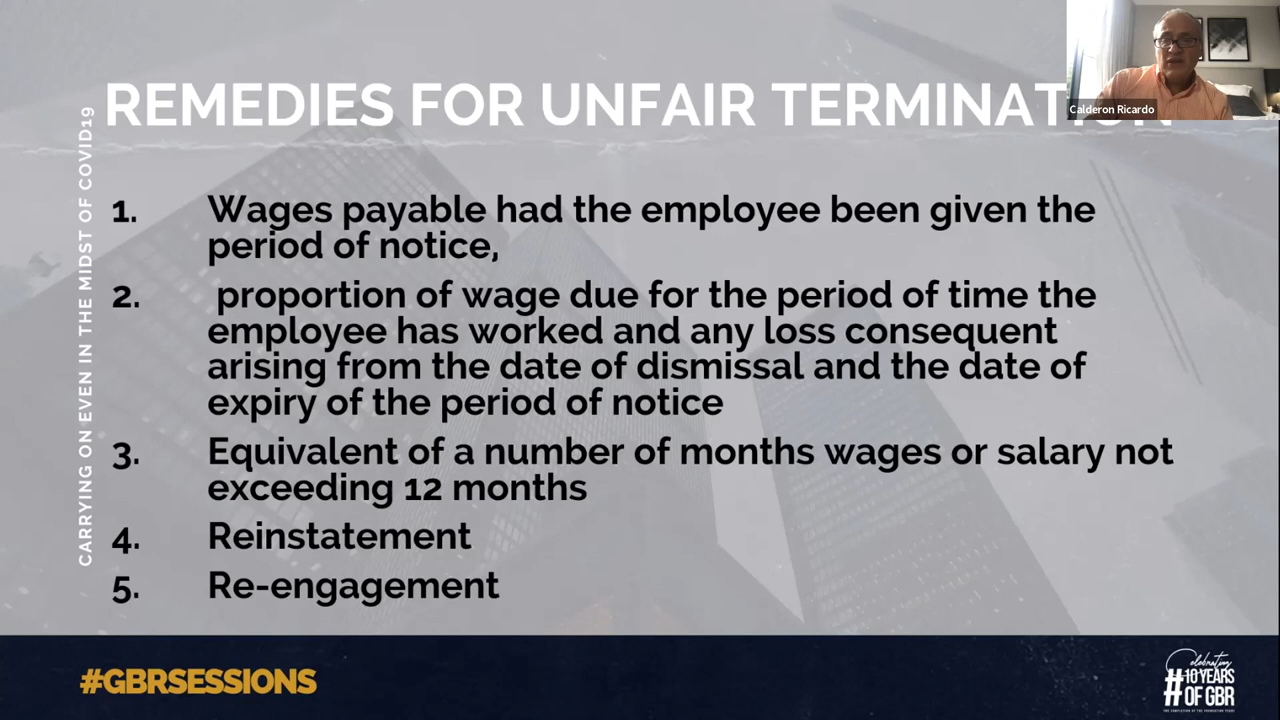 REMEDIES FOR UNFAIR
Calderon Ricardo
CARRYING ON EVEN IN THE MIDST OF COVID19
1. Wages payable had the employee been given the
period of notice,
2. proportion of wage due for the period of time the
employee has worked and any loss consequent
arising from the date of dismissal and the date of
expiry of the period of notice
3. Equivalent of a number of months wages or salary not
exceeding 12 months
4. Reinstatement
5. Re-engagement
#GBRSESSIONS
Celebrating
#10 YEARS
OF GBR